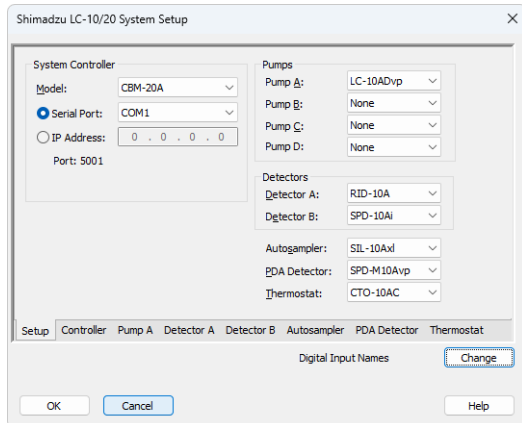 Shimadzu LC-10/20 System Setup
System Controller
Model: CBM-20A
Serial Port: COM1
IP Address: 0 . 0 . 0 . 0
Port: 5001
Pumps
Pump A: LC-10ADvp
Pump B: None
Pump C: None
Pump D: None
Detectors
Detector A: RID-10A
Detector B: SPD-10Ai
Autosampler: SIL-10Axl
PDA Detector: SPD-M10Avp
Thermostat: CTO-10AC
Setup Controller Pump A Detector A Detector B Autosampler PDA Detector Thermostat
Digital Input Names Change
OK Cancel Help